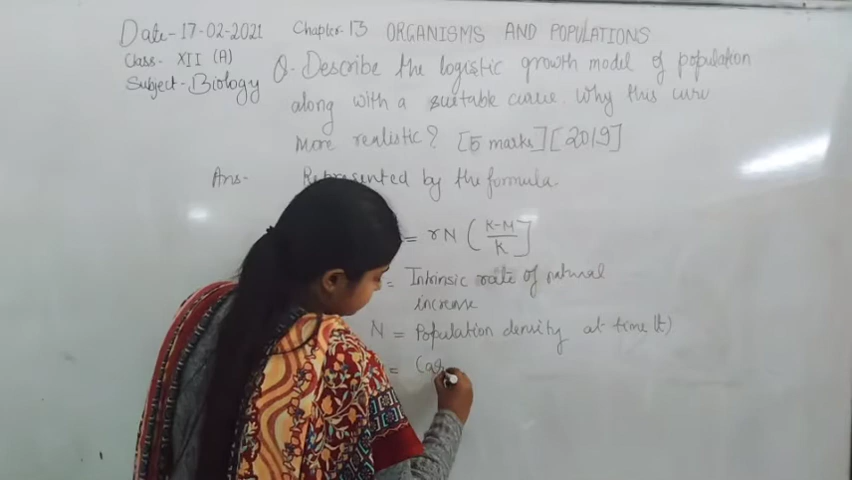 Date- 17-02-2021 Chapter- 13 ORGANISMS AND POPULATIONS
Class- XII (A)
Subject- Biology
Q. Describe the logistic growth model of population
along with a suitable curve. Why this curv
More realistic? [5 marks] [2019]
Ans- Represented by the formula.
= rN (K-N/K]
= Intrinsic rate of natural
increase
N = Population density at time (t)
= Ca